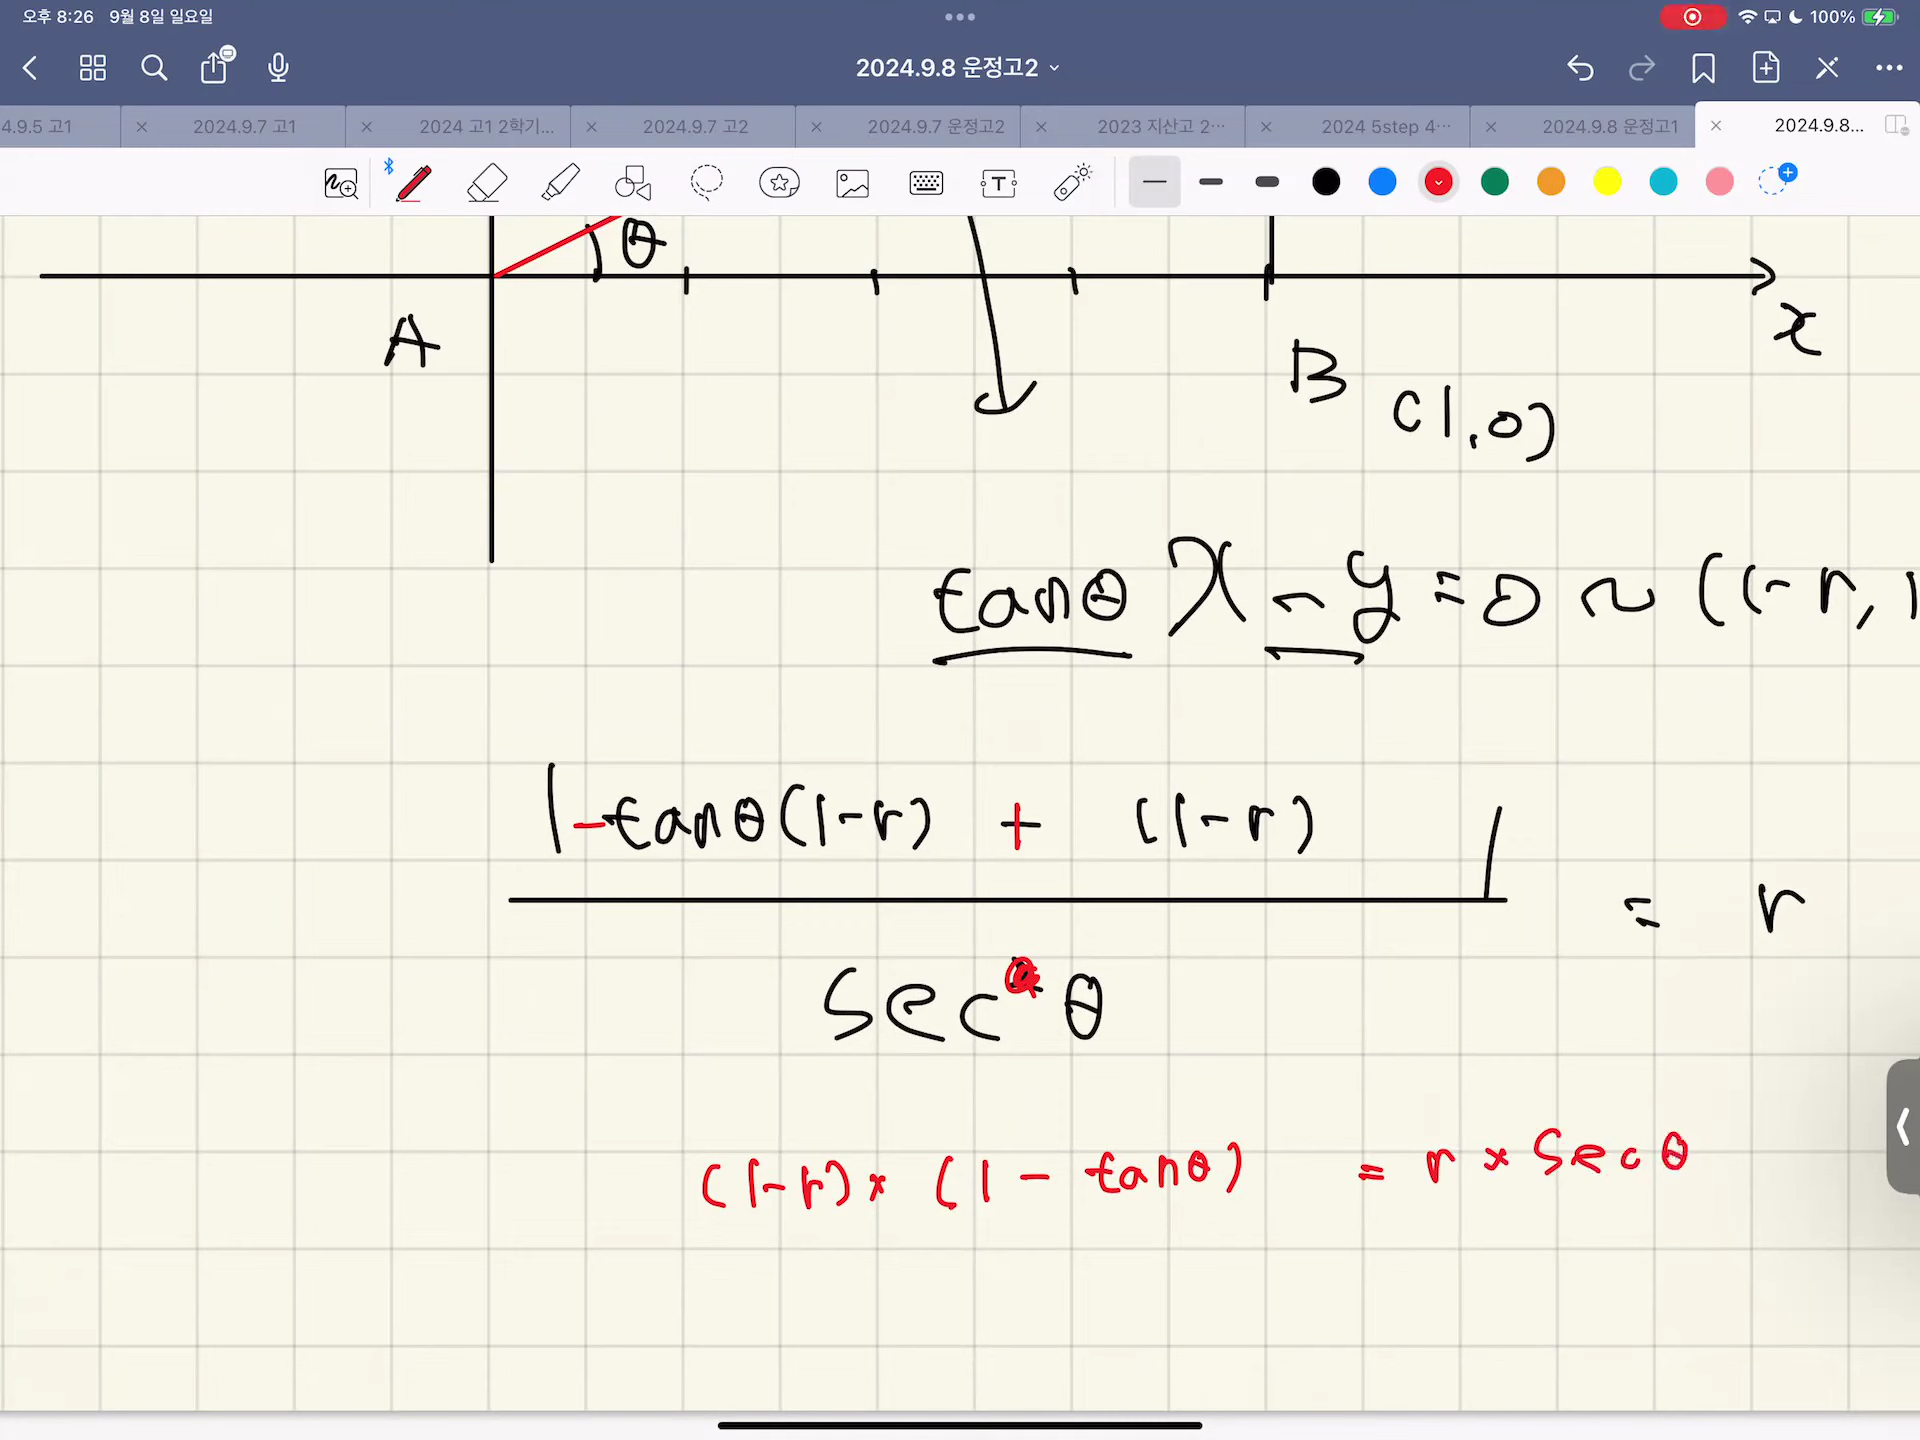 오후 8:26 9월 8일 일요일
100%
2024.9.8 운정고2
4.9.5 고1
2024.9.7 고1
2024 고1 2학기...
2024.9.7 고2
2024.9.7 운정고2
2023 지산고 2...
2024 5step 4...
2024.9.8 운정고1
2024.9.8...
T
θ
A
x
B
(1,0)
tanθ x - y = 0 ~ (1-r, 1
|-tanθ(1-r) + (1-r)|
= r
sec θ
(1-r) × (1 - tanθ) = r × secθ